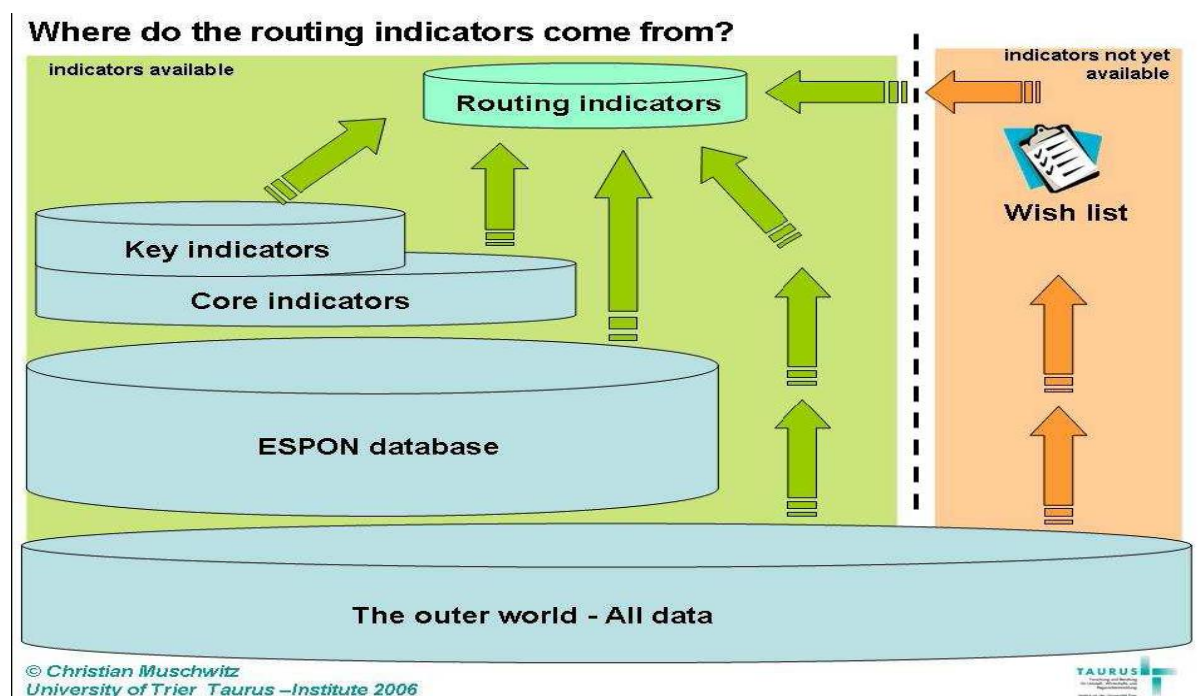 Where do the routing indicators come from?
indicators available
indicators not yet
available
Routing indicators
Wish list
Key indicators
Core indicators
ESPON database
The outer world - All data
© Christian Muschwitz
University of Trier Taurus –Institute 2006
TAURUS